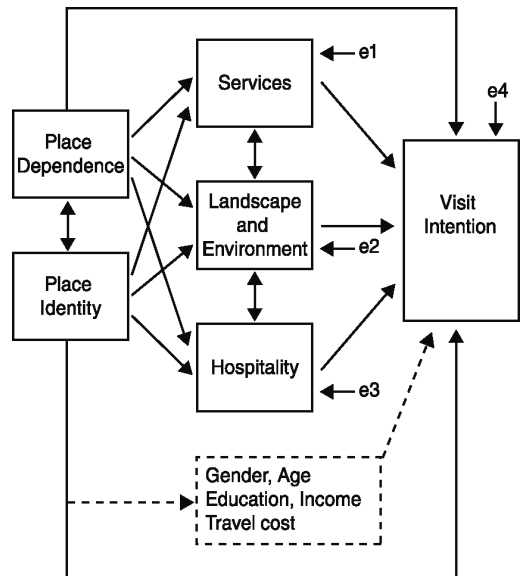 Services
e1
e4
Place
Dependence
Landscape
and
Environment
e2
Visit
Intention
Place
Identity
Hospitality
e3
Gender, Age
Education, Income
Travel cost